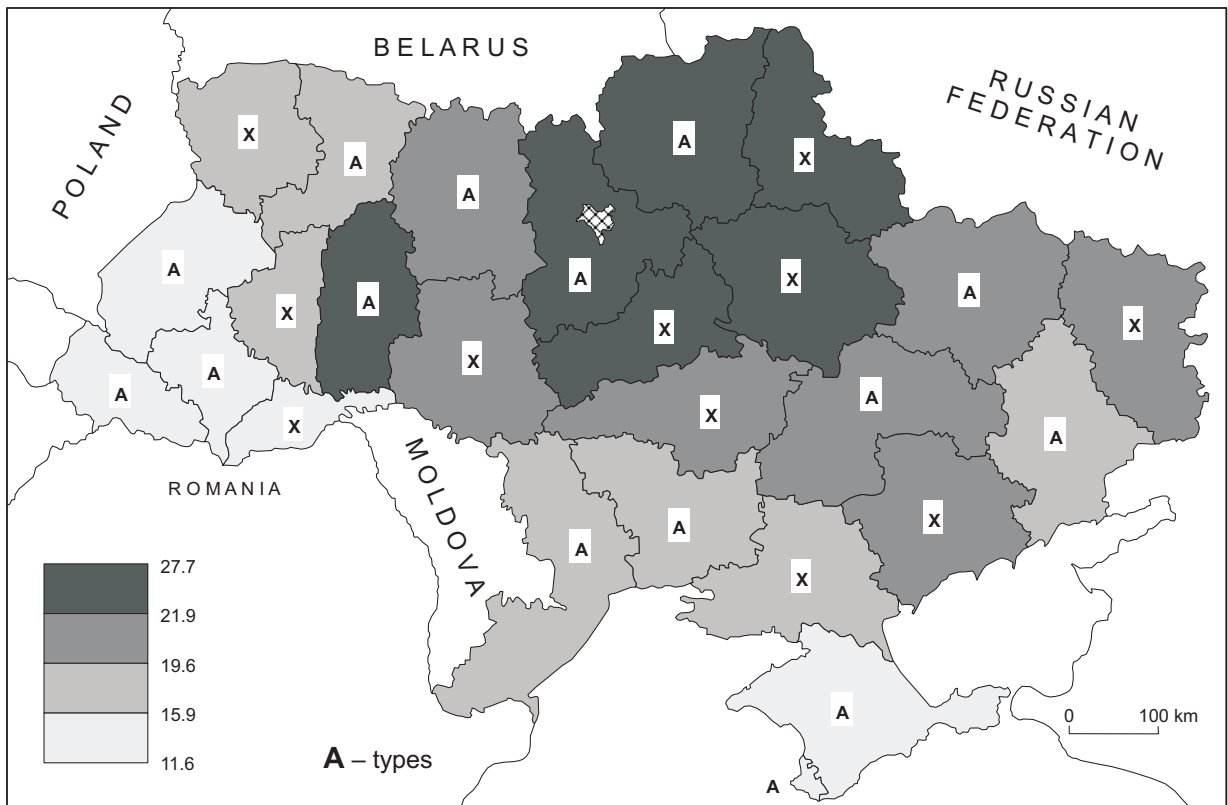 BELARUS
RUSSIAN
FEDERATION
POLAND
X
A
A
A
X
A
A
X
A
A
X
X
A
X
X
X
A
A
X
A
X
A
X
A
ROMANIA
MOLDOVA
X
A
A
X
27.7
21.9
19.6
15.9
11.6
A
A
0 100 km
A – types